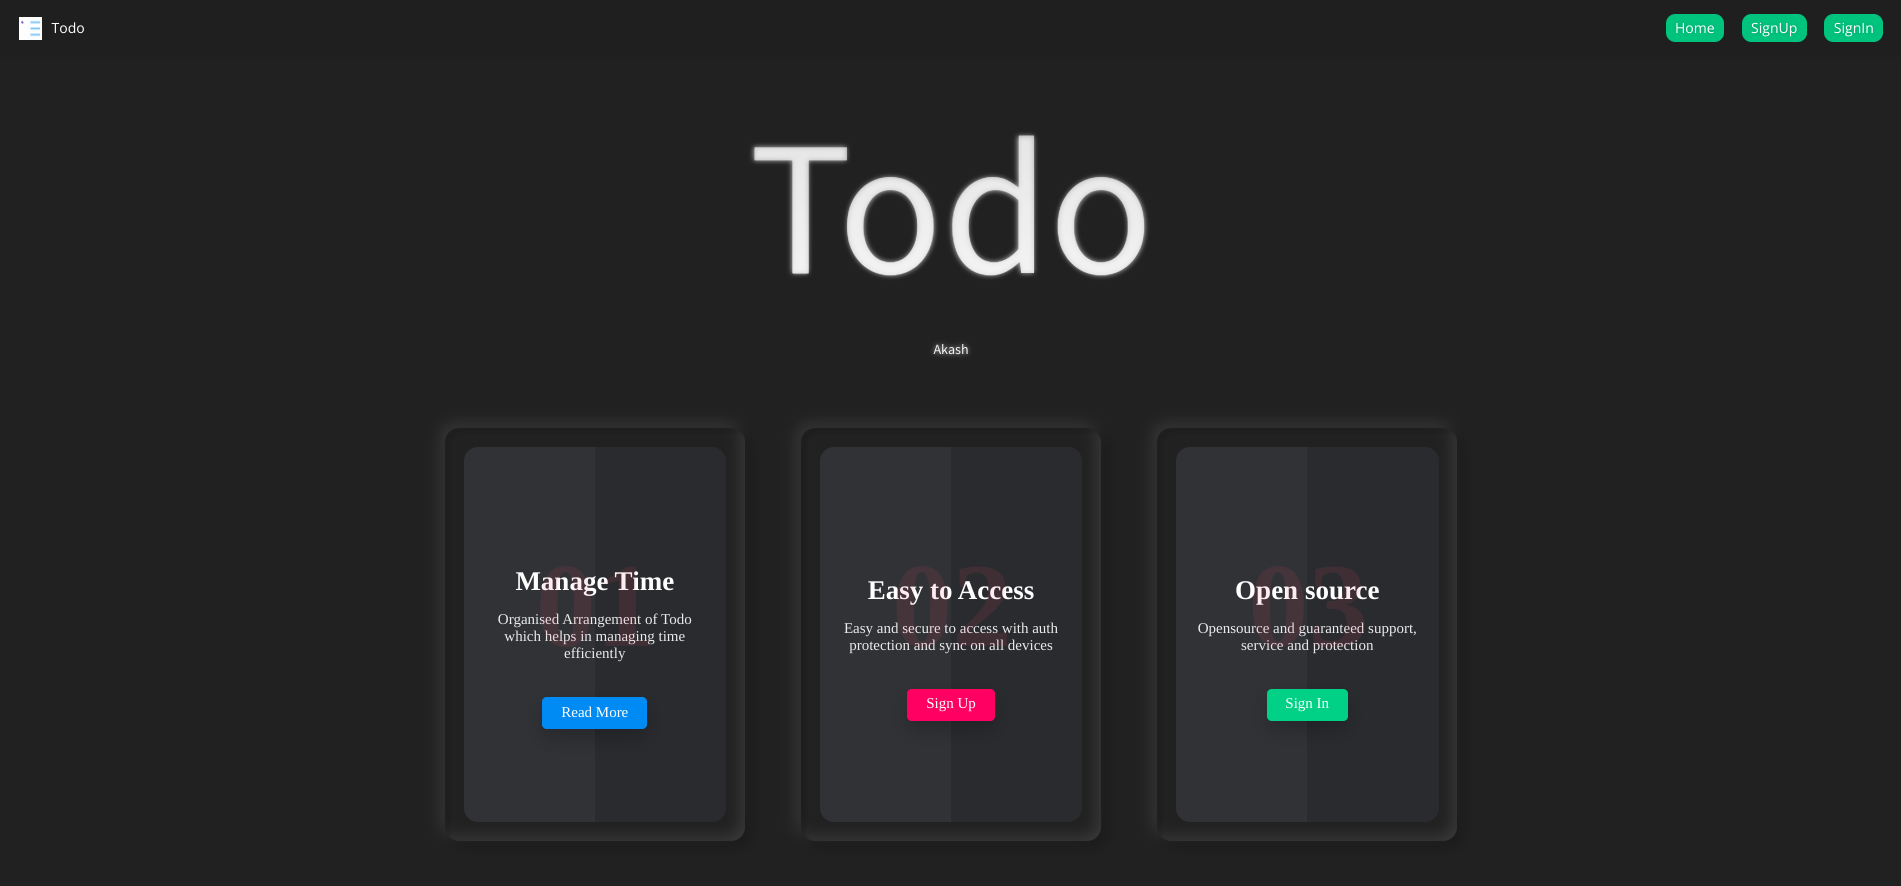 Todo
Home
SignUp
SignIn
Todo
Akash
01
Manage Time
Organised Arrangement of Todo
which helps in managing time
efficiently
Read More
02
Easy to Access
Easy and secure to access with auth
protection and sync on all devices
Sign Up
03
Open source
Opensource and guaranteed support,
service and protection
Sign In